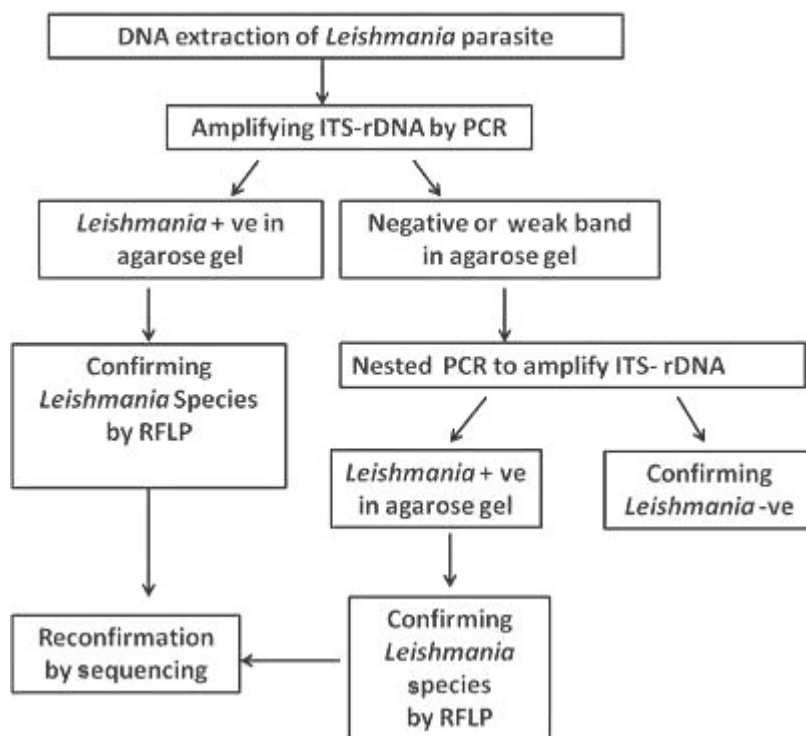 DNA extraction of Leishmania parasite
Amplifying ITS-rDNA by PCR
Leishmania + ve in
agarose gel
Negative or weak band
in agarose gel
Confirming
Leishmania Species
by RFLP
Nested PCR to amplify ITS- rDNA
Leishmania + ve
in agarose gel
Confirming
Leishmania -ve
Reconfirmation
by sequencing
Confirming
Leishmania
species
by RFLP